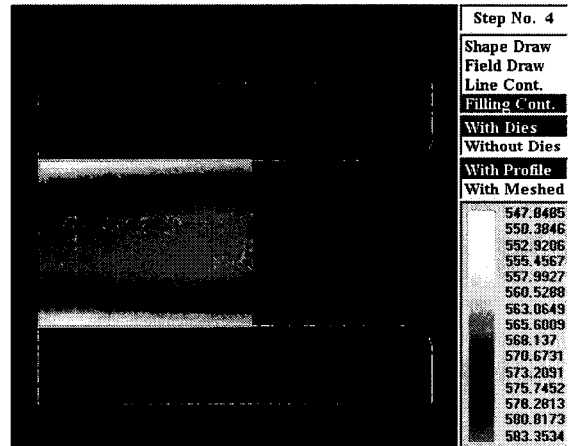 Step No. 4
Shape Draw
Field Draw
Line Cont.
Filling Cont.
With Dies
Without Dies
With Profile
With Meshed
547.8485
550.3846
552.9206
555.4567
557.9927
560.5288
563.0649
565.6009
568.137
570.6731
573.2091
575.7452
578.2813
580.8173
583.3534